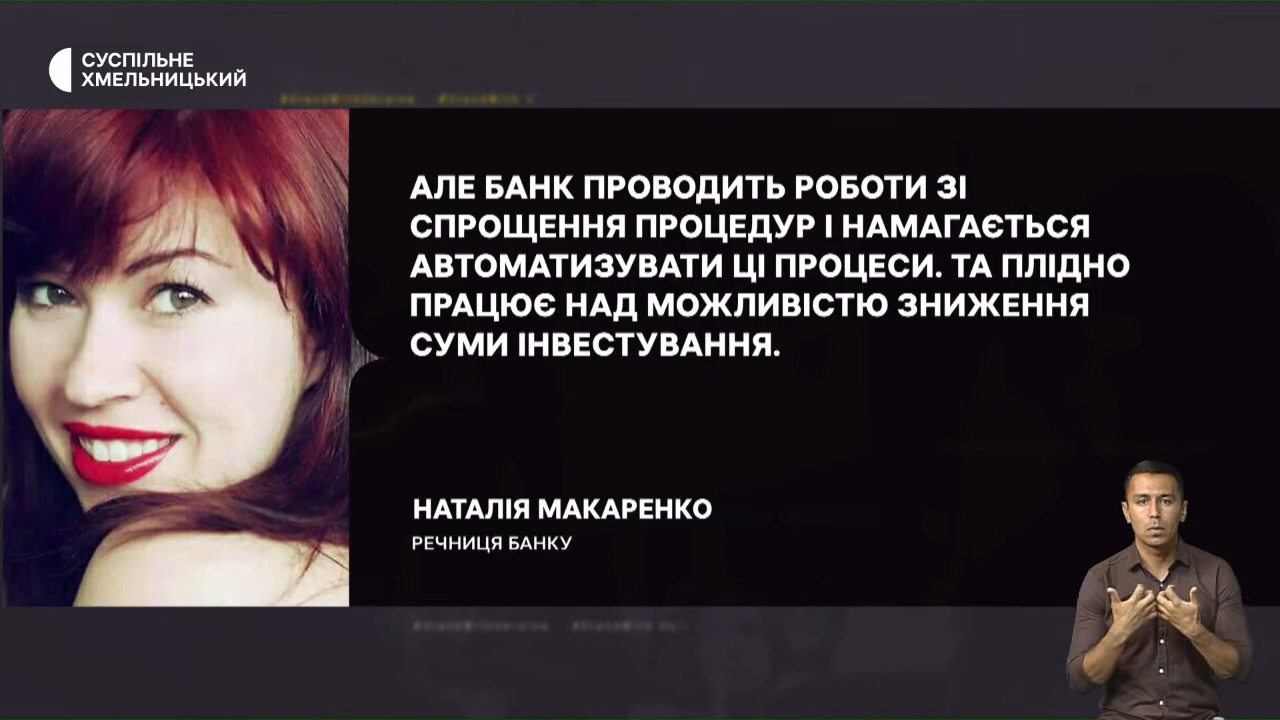 СУСПІЛЬНЕ
ХМЕЛЬНИЦЬКИЙ
АЛЕ БАНК ПРОВОДИТЬ РОБОТИ ЗІ
СПРОЩЕННЯ ПРОЦЕДУР І НАМАГАЄТЬСЯ
АВТОМАТИЗУВАТИ ЦІ ПРОЦЕСИ. ТА ПЛІДНО
ПРАЦЮЄ НАД МОЖЛИВІСТЮ ЗНИЖЕННЯ
СУМИ ІНВЕСТУВАННЯ.
НАТАЛІЯ МАКАРЕНКО
РЕЧНИЦЯ БАНКУ